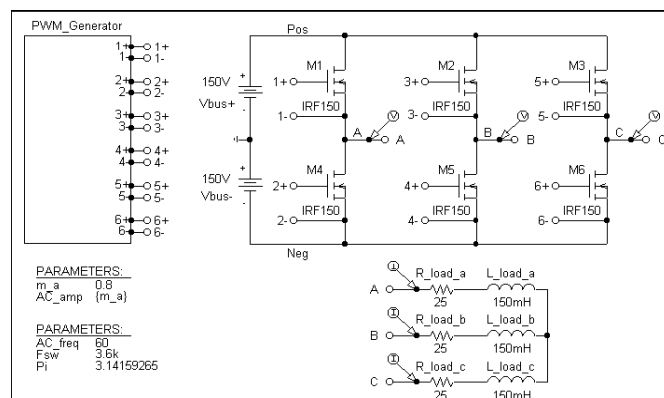 PWM_Generator
1+ 1+
1- 1-
2+ 2+
2 2-
3+ 3+
3 3-
4+ 4+
4 4-
5+ 5+
5 5-
6+ 6+
6 6-
Pos
150V
Vbus+
150V
Vbus-
Neg
M1
1+
1-
IRF150
A A
M4
2+
2-
IRF150
M2
3+
3-
IRF150
B B
M5
4+
4-
IRF150
M3
5+
5-
IRF150
C C
M6
6+
6-
IRF150
V
V
V
PARAMETERS:
m_a 0.8
AC_amp {m_a}
PARAMETERS:
AC_freq 60
Fsw 3.6k
Pi 3.14159265
I
R_load_a L_load_a
A
25 150mH
I
R_load_b L_load_b
B
25 150mH
I
R_load_c L_load_c
C
25 150mH